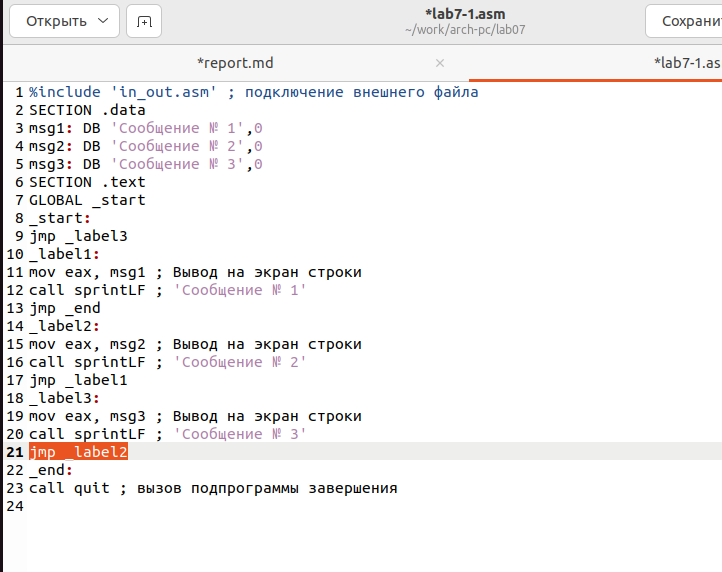 Открыть
*lab7-1.asm
~/work/arch-pc/lab07
*report.md
1 %include 'in_out.asm' ; подключение внешнего файла
2 SECTION .data
3 msg1: DB 'Сообщение № 1',0
4 msg2: DB 'Сообщение № 2',0
5 msg3: DB 'Сообщение № 3',0
6 SECTION .text
7 GLOBAL _start
8 _start:
9 jmp _label3
10 _label1:
11 mov eax, msg1 ; Вывод на экран строки
12 call sprintLF ; 'Сообщение № 1'
13 jmp _end
14 _label2:
15 mov eax, msg2 ; Вывод на экран строки
16 call sprintLF ; 'Сообщение № 2'
17 jmp _label1
18 _label3:
19 mov eax, msg3 ; Вывод на экран строки
20 call sprintLF ; 'Сообщение № 3'
21 jmp _label2
22 _end:
23 call quit ; вызов подпрограммы завершения
24